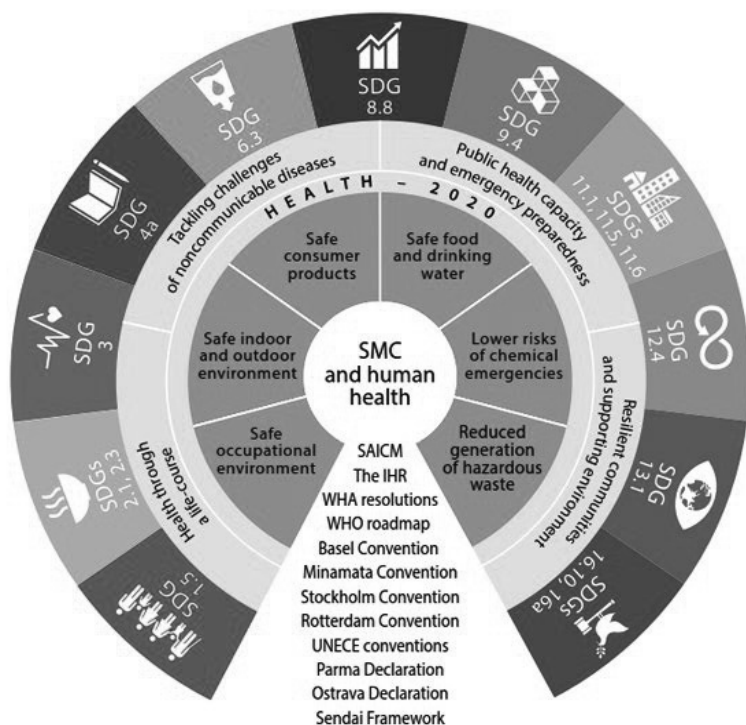 SDG
1.5
SDGs
2.1, 2.3
SDG
3
SDG
4a
SDG
6.3
SDG
8.8
SDG
9.4
SDGs
11.1, 11.5, 11.6
SDG
12.4
SDG
13.1
SDGs
16.10, 16a
Health through
a life-course
Tackling challenges
of noncommunicable diseases
Public health capacity
and emergency preparedness
Resilient communities
and supporting environment
HEALTH – 2020
Safe
occupational
environment
Safe indoor
and outdoor
environment
Safe
consumer
products
Safe food
and drinking
water
Lower risks
of chemical
emergencies
Reduced
generation
of hazardous
waste
SMC
and human
health
SAICM
The IHR
WHA resolutions
WHO roadmap
Basel Convention
Minamata Convention
Stockholm Convention
Rotterdam Convention
UNECE conventions
Parma Declaration
Ostrava Declaration
Sendai Framework